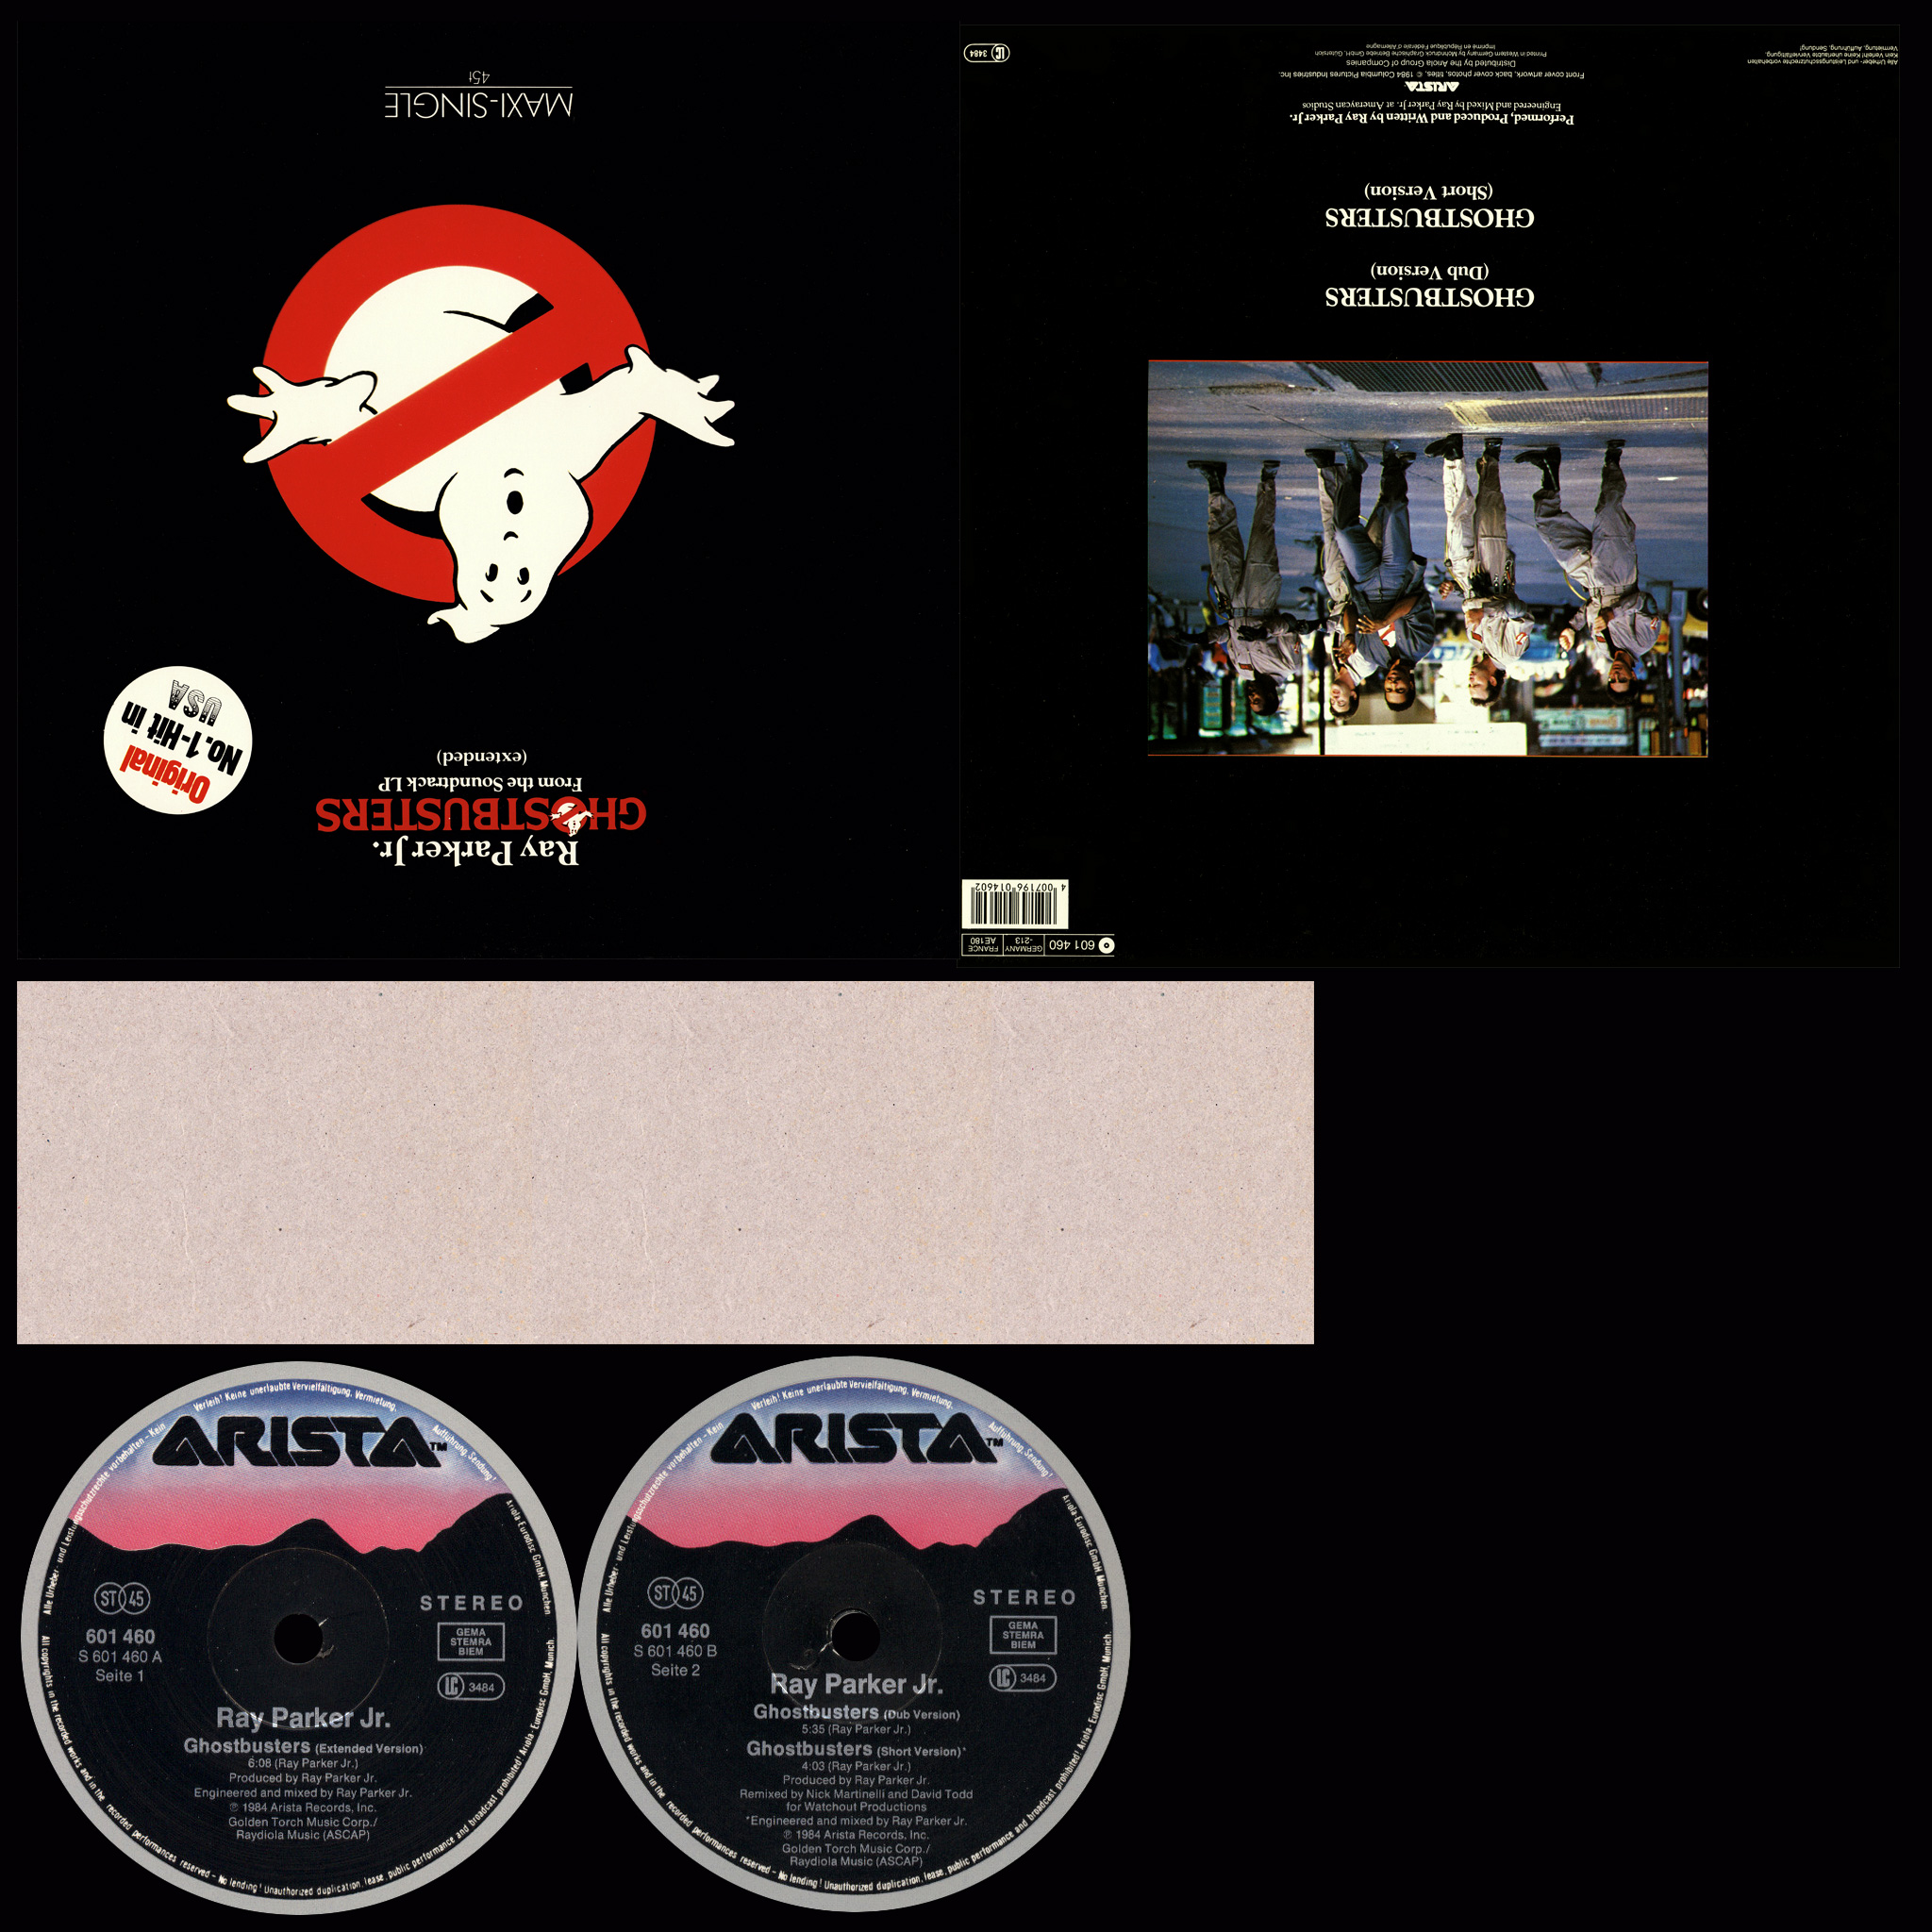 Ray Parker Jr.
GHOSTBUSTERS
From the Soundtrack LP
(extended)
Original
No.1-Hit in
USA
MAXI-SINGLE
45t
601 460
GERMANY
-213
FRANCE
AE180
4 007196 014602
GHOSTBUSTERS
(Dub Version)
GHOSTBUSTERS
(Short Version)
Performed, Produced and Written by Ray Parker Jr.
Engineered and Mixed by Ray Parker Jr. at Ameraycan Studios
ARISTA
Front cover artwork, back cover photos, titles, © 1984 Columbia Pictures Industries Inc.
Distributed by the Ariola Group of Companies
Printed in Western Germany by Mohndruck Graphische Betriebe GmbH, Gütersloh
Imprimé en République Fédérale d'Allemagne
Alle Urheber- und Leistungsschutzrechte vorbehalten
Kein Verleih! Keine unerlaubte Vervielfältigung,
Vermietung, Aufführung, Sendung!
LC 3484
Alle Urheber- und Leistungsschutzrechte vorbehalten - Kein Verleih! Keine unerlaubte Vervielfältigung, Vermietung, Aufführung, Sendung!
ARISTA™
ST 45
601 460
S 601 460 A
Seite 1
STEREO
GEMA
STEMRA
BIEM
LC 3484
Ray Parker Jr.
Ghostbusters (Extended Version)
6:08 (Ray Parker Jr.)
Produced by Ray Parker Jr.
Engineered and mixed by Ray Parker Jr.
℗ 1984 Arista Records, Inc.
Golden Torch Music Corp./
Raydiola Music (ASCAP)
Ariola-Eurodisc GmbH, München.
All copyrights in the recorded works and in the recorded performances reserved - No lending! Unauthorized duplication, lease, public performance and broadcast prohibited! Ariola-Eurodisc GmbH, Munich.
Alle Urheber- und Leistungsschutzrechte vorbehalten - Kein Verleih! Keine unerlaubte Vervielfältigung, Vermietung, Aufführung, Sendung!
ARISTA™
ST 45
601 460
S 601 460 B
Seite 2
STEREO
GEMA
STEMRA
BIEM
LC 3484
Ray Parker Jr.
Ghostbusters (Dub Version)
5:35 (Ray Parker Jr.)
Ghostbusters (Short Version)*
4:03 (Ray Parker Jr.)
Produced by Ray Parker Jr.
Remixed by Nick Martinelli and David Todd
for Watchout Productions
*Engineered and mixed by Ray Parker Jr.
℗ 1984 Arista Records, Inc.
Golden Torch Music Corp./
Raydiola Music (ASCAP)
Ariola-Eurodisc GmbH, München.
All copyrights in the recorded works and in the recorded performances reserved - No lending! Unauthorized duplication, lease, public performance and broadcast prohibited! Ariola-Eurodisc GmbH, Munich.